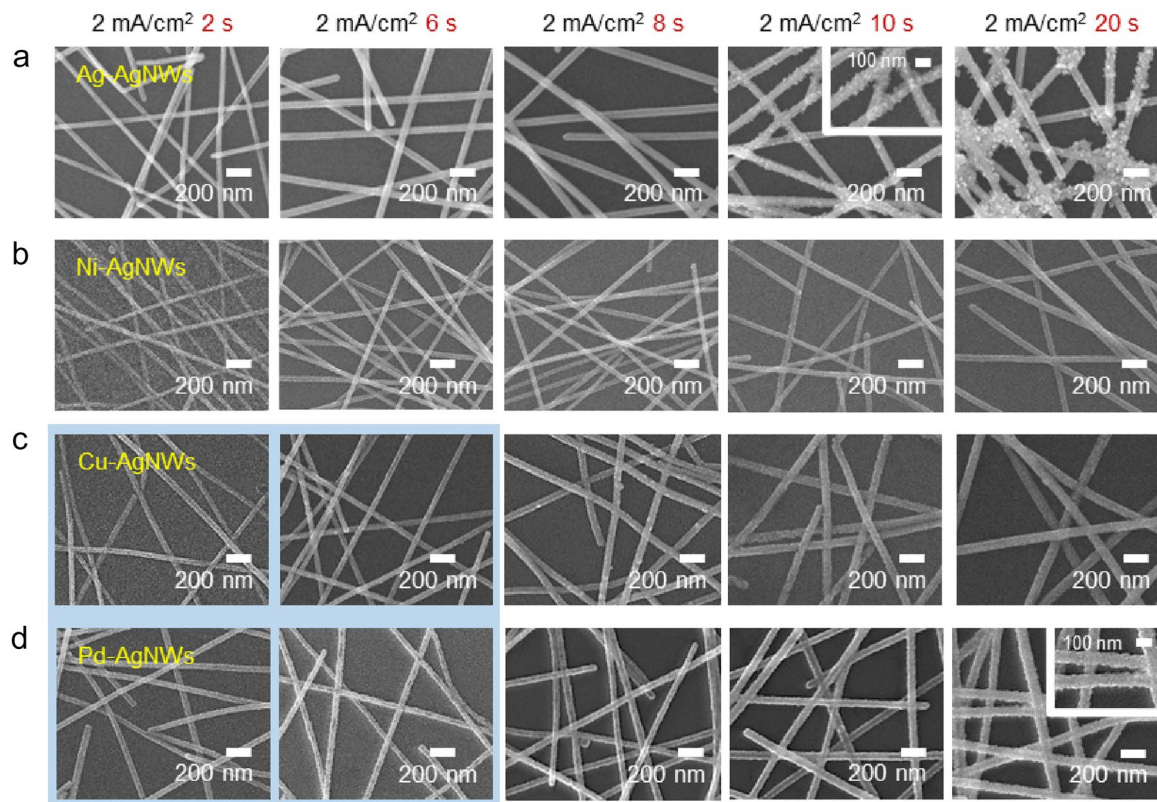 2 mA/cm² 2 s
2 mA/cm² 6 s
2 mA/cm² 8 s
2 mA/cm² 10 s
2 mA/cm² 20 s
a
Ag-AgNWs
200 nm
200 nm
200 nm
100 nm
200 nm
200 nm
b
Ni-AgNWs
200 nm
200 nm
200 nm
200 nm
200 nm
c
Cu-AgNWs
200 nm
200 nm
200 nm
200 nm
200 nm
d
Pd-AgNWs
200 nm
200 nm
200 nm
200 nm
100 nm
200 nm